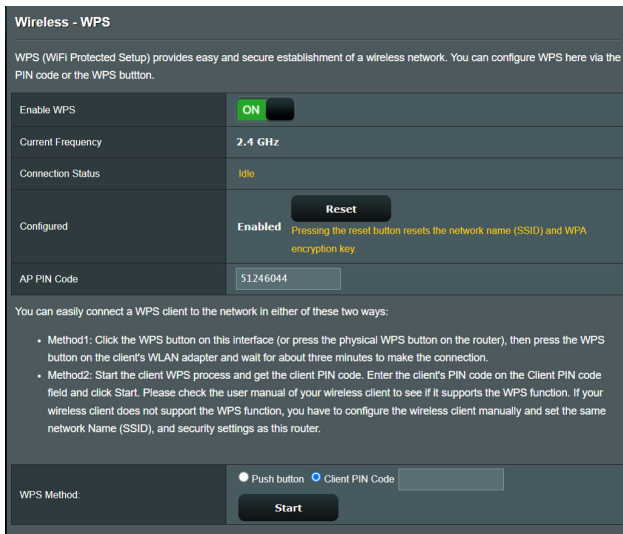 Wireless - WPS
WPS (WiFi Protected Setup) provides easy and secure establishment of a wireless network. You can configure WPS here via the
PIN code or the WPS buttton.
Enable WPS
ON
Current Frequency
2.4 GHz
Connection Status
Idle
Configured
Enabled
Reset
Pressing the reset button resets the network name (SSID) and WPA
encryption key.
AP PIN Code
51246044
You can easily connect a WPS client to the network in either of these two ways:
• Method1: Click the WPS button on this interface (or press the physical WPS button on the router), then press the WPS
button on the client's WLAN adapter and wait for about three minutes to make the connection.
• Method2: Start the client WPS process and get the client PIN code. Enter the client's PIN code on the Client PIN code
field and click Start. Please check the user manual of your wireless client to see if it supports the WPS function. If your
wireless client does not support the WPS function, you have to configure the wireless client manually and set the same
network Name (SSID), and security settings as this router.
WPS Method:
Push button Client PIN Code
Start